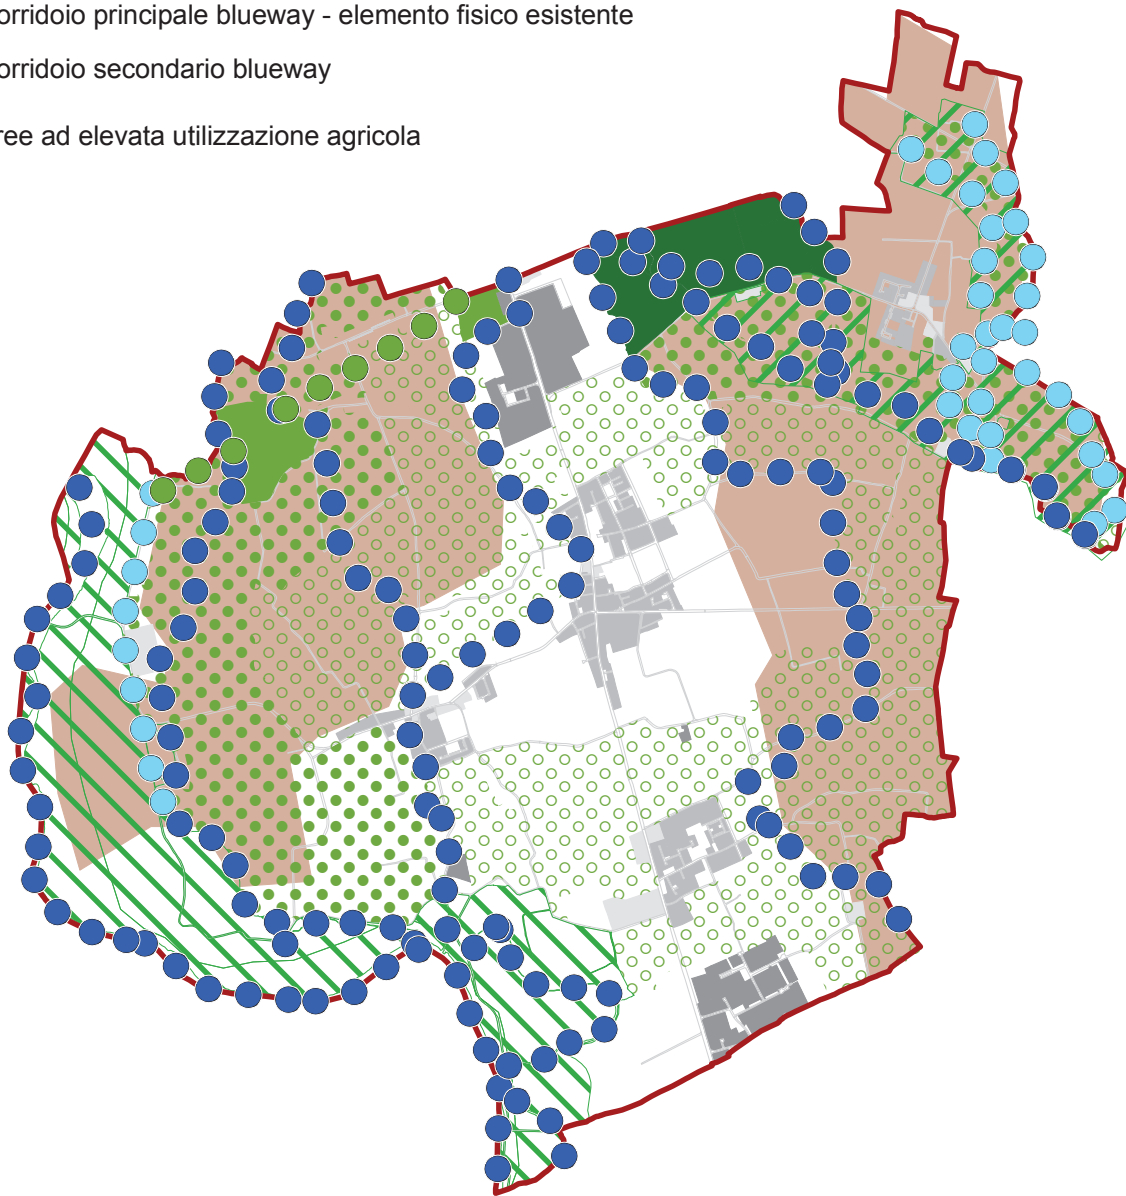 orridoio principale blueway - elemento fisico esistente
orridoio secondario blueway
ree ad elevata utilizzazione agricola